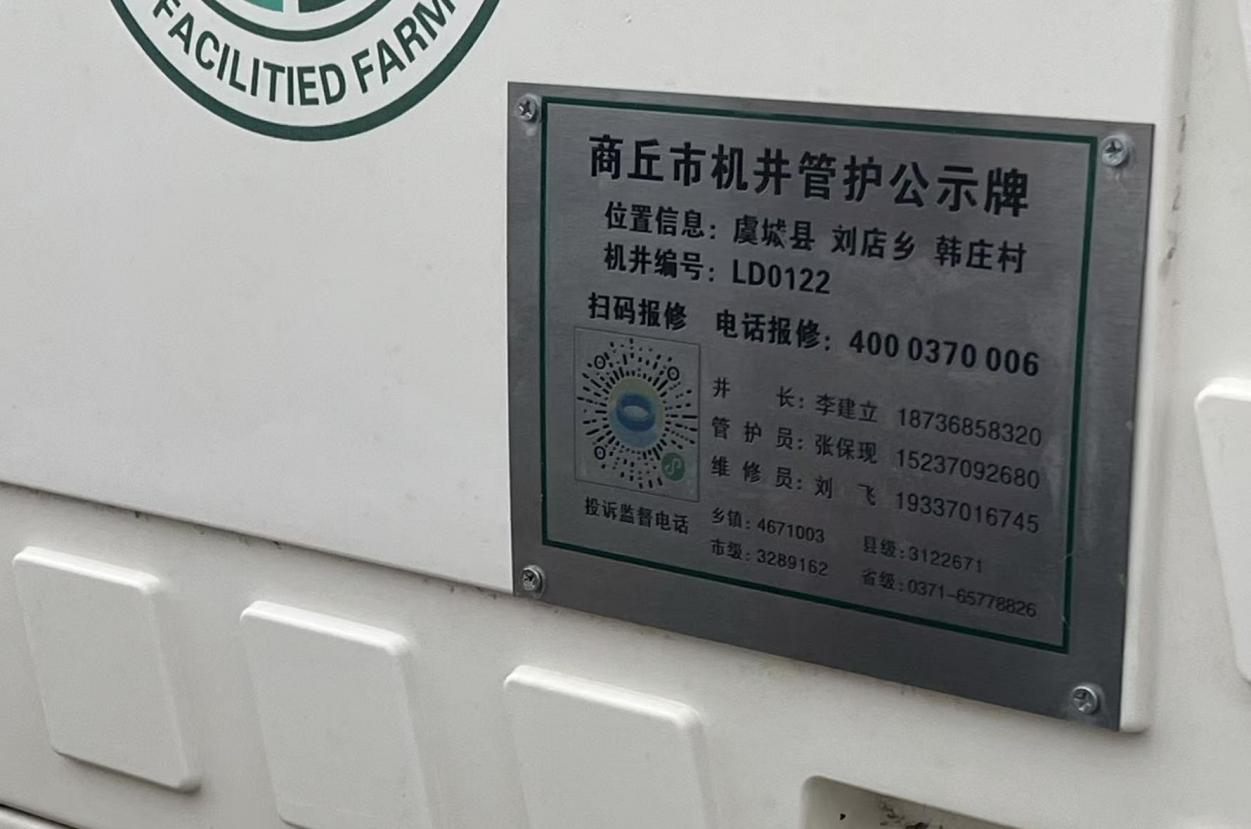 FACILITIED FARM
商丘市机井管护公示牌
位置信息：虞城县 刘店乡 韩庄村
机井编号：LD0122
扫码报修 电话报修：400 0370 006
井 长：李建立 18736858320
管护员：张保现 15237092680
维修员：刘 飞 19337016745
投诉监督电话 乡镇：4671003 县级：3122671
市级：3289162 省级：0371-65778826